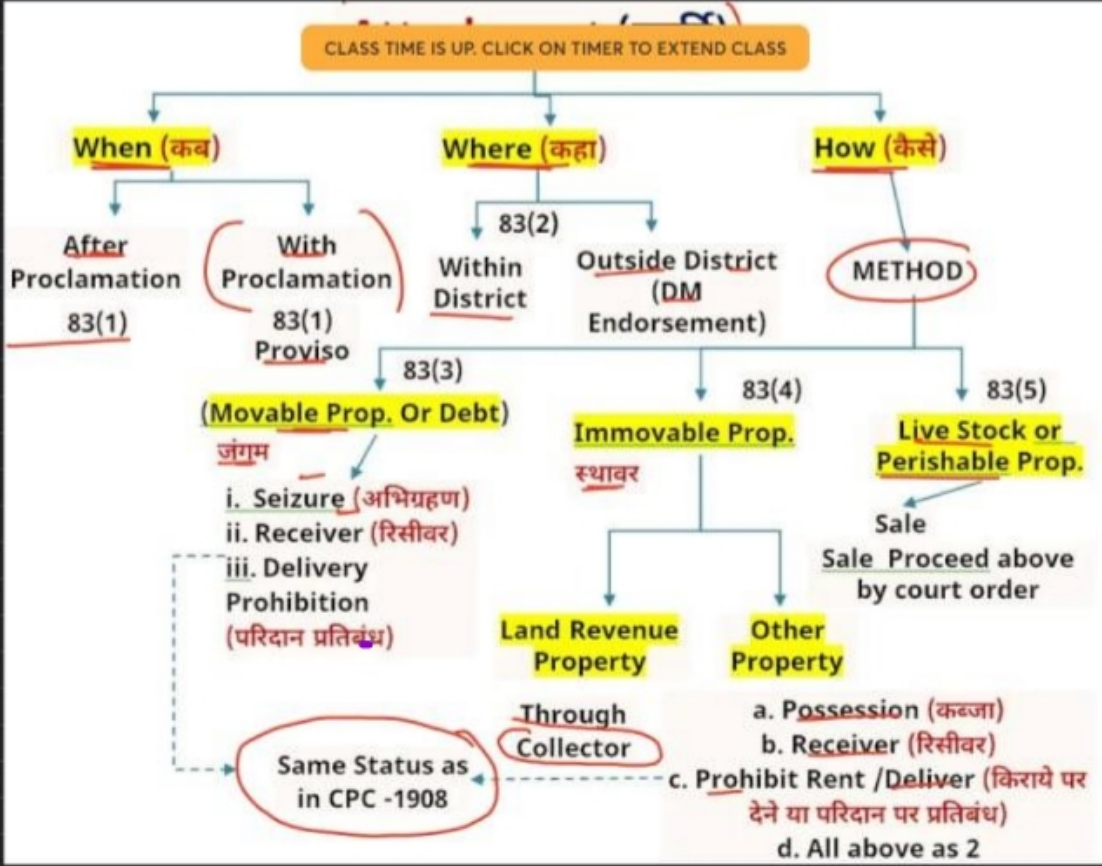 CLASS TIME IS UP. CLICK ON TIMER TO EXTEND CLASS
When (कब)
Where (कहा)
How (कैसे)
After
Proclamation
83(1)
With
Proclamation
83(1)
Proviso
83(2)
Within
District
Outside District
(DM
Endorsement)
METHOD
83(3)
(Movable Prop. Or Debt)
जंगम
i. Seizure (अभिग्रहण)
ii. Receiver (रिसीवर)
iii. Delivery
Prohibition
(परिदान प्रतिबंध)
83(4)
Immovable Prop.
स्थावर
83(5)
Live Stock or
Perishable Prop.
Sale
Sale Proceed above
by court order
Land Revenue
Property
Through
Collector
Other
Property
a. Possession (कब्जा)
b. Receiver (रिसीवर)
c. Prohibit Rent /Deliver (किराये पर
देने या परिदान पर प्रतिबंध)
d. All above as 2
Same Status as
in CPC -1908